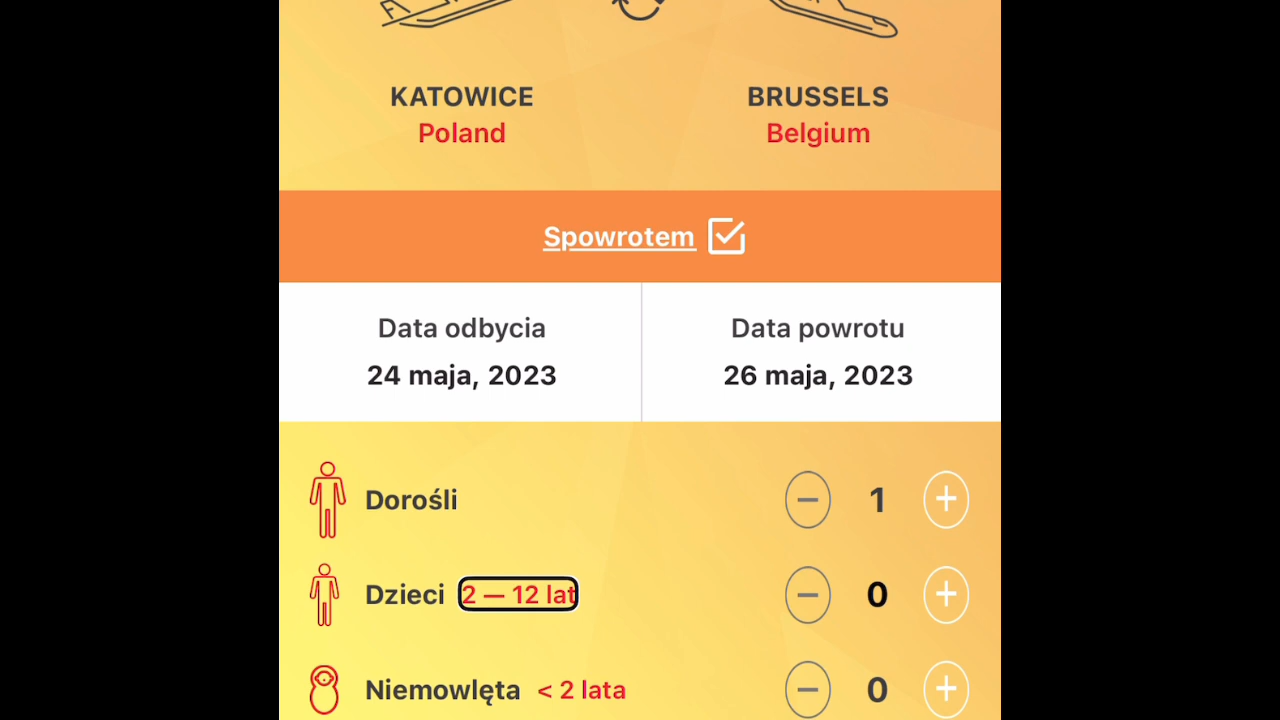 KATOWICE
BRUSSELS
Poland
Belgium
Spowrotem
Data odbycia
Data powrotu
24 maja, 2023
26 maja, 2023
Dorośli
1
Dzieci 2 — 12 lat
0
Niemowlęta < 2 lata
0